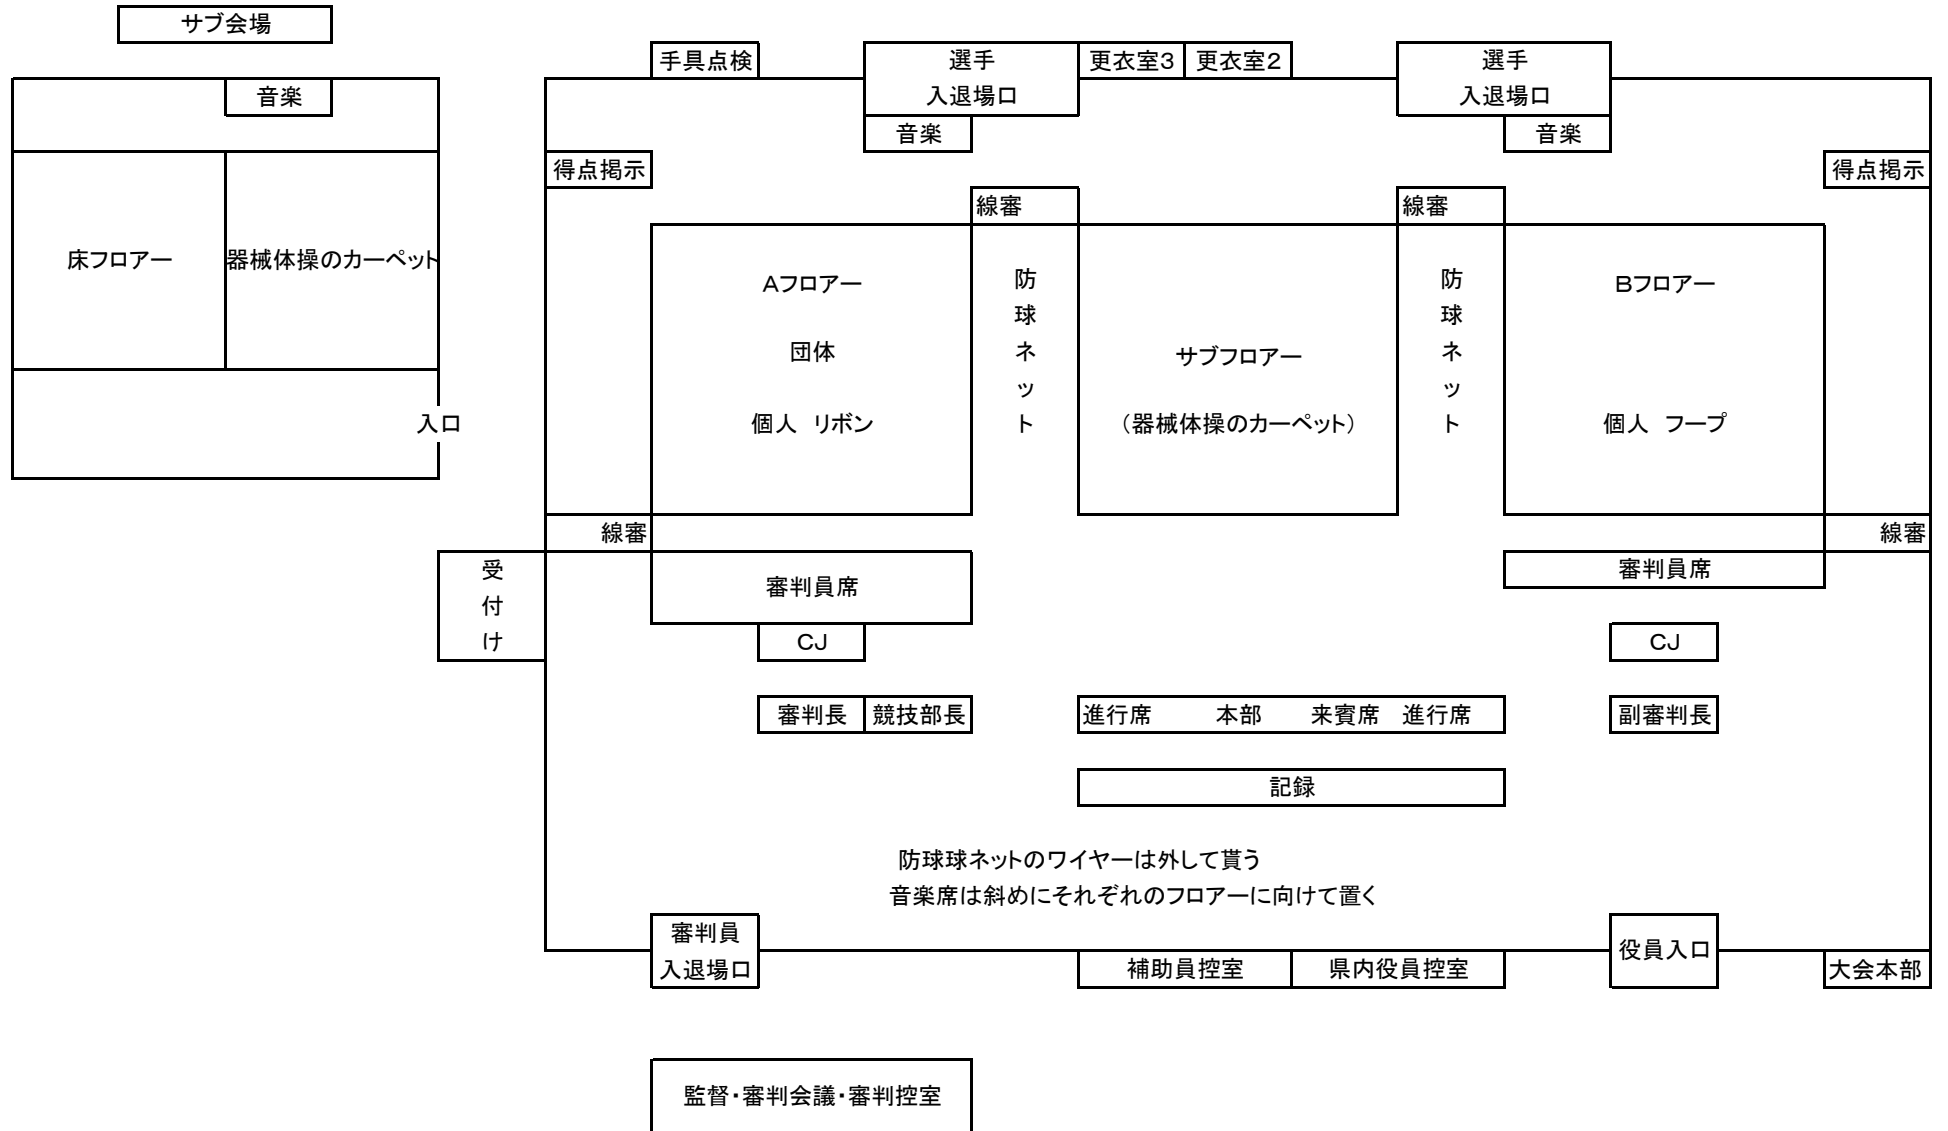 サブ会場
手具点検
選手
入退場口
更衣室3
更衣室2
選手
入退場口
音楽
音楽
音楽
得点掲示
得点掲示
線審
線審
床フロアー
器械体操のカーペット
Aフロアー
団体
個人 リボン
防球ネット
サブフロアー
（器械体操のカーペット）
防球ネット
Bフロアー
個人 フープ
入口
線審
線審
受付け
審判員席
審判員席
CJ
CJ
審判長
競技部長
進行席 本部 来賓席 進行席
副審判長
記録
防球球ネットのワイヤーは外して貰う
音楽席は斜めにそれぞれのフロアーに向けて置く
審判員
入退場口
補助員控室
県内役員控室
役員入口
大会本部
監督・審判会議・審判控室